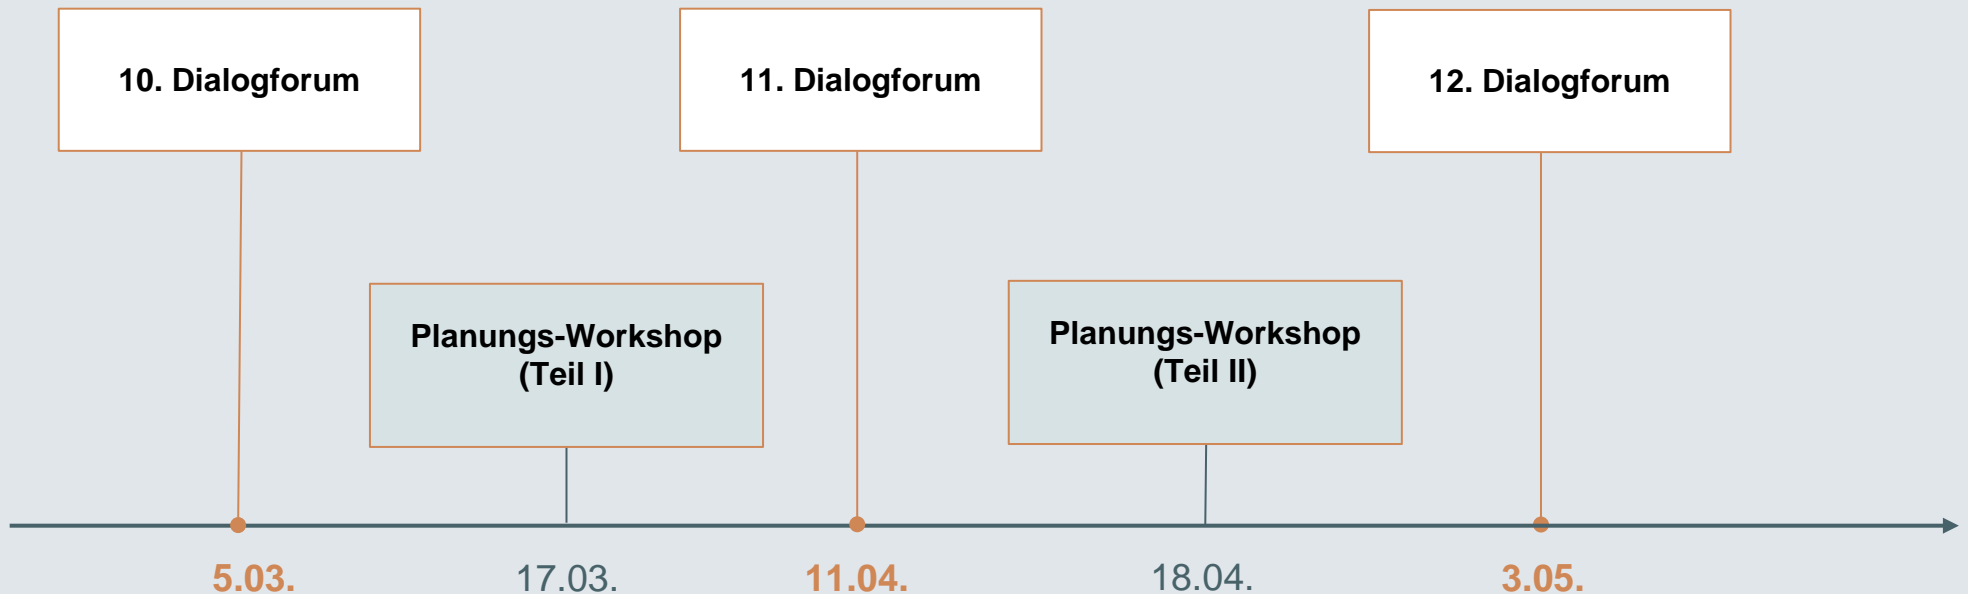 10. Dialogforum
11. Dialogforum
12. Dialogforum
Planungs-Workshop
(Teil I)
Planungs-Workshop
(Teil II)
5.03.
17.03.
11.04.
18.04.
3.05.